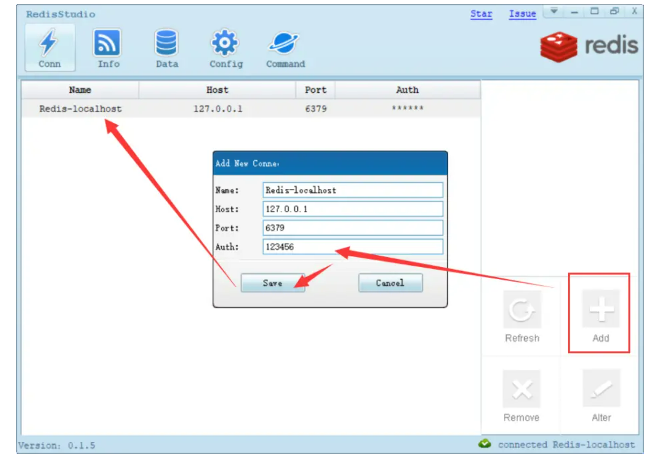 RedisStudio
Star Issue
Conn Info Data Config Command
redis
Name Host Port Auth
Redis-localhost 127.0.0.1 6379 ******
Add New Conne
Name: Redis-localhost
Host: 127.0.0.1
Port: 6379
Auth: 123456
Save Cancel
Refresh Add
Remove Alter
Version: 0.1.5 connected Redis-localhost